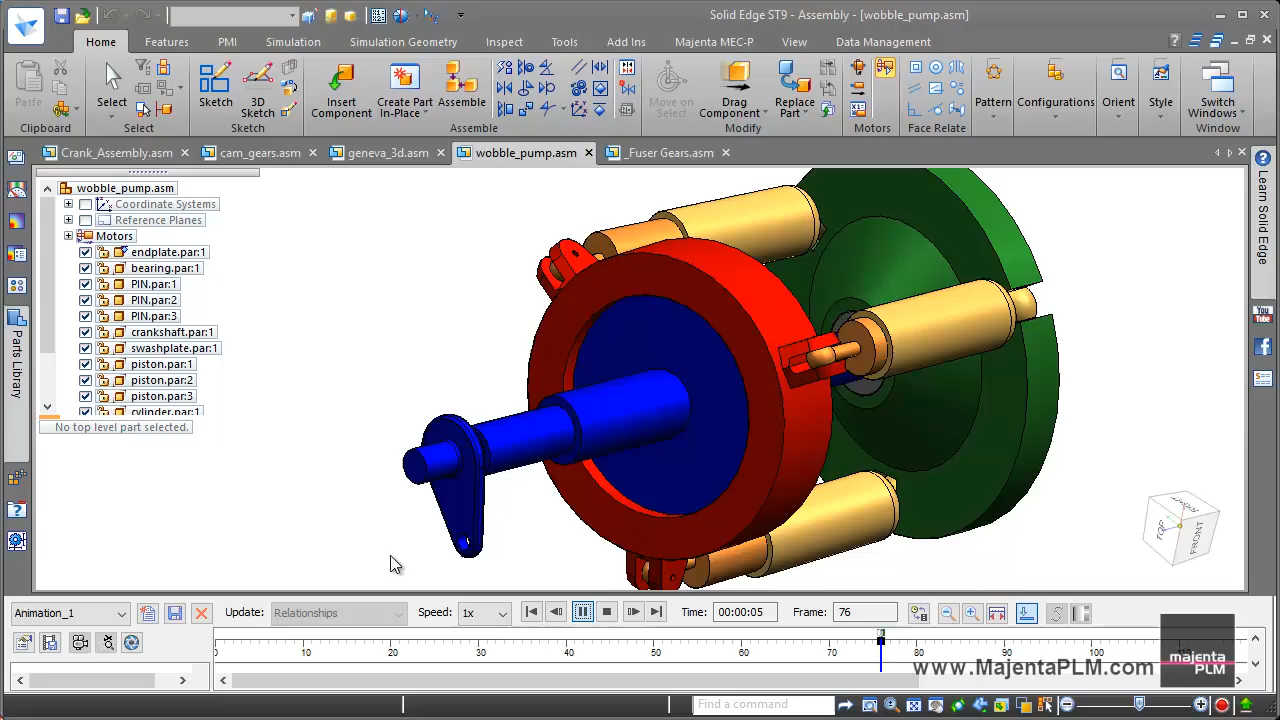 Solid Edge ST9 - Assembly - [wobble_pump.asm]
Home Features PMI Simulation Simulation Geometry Inspect Tools Add Ins Majenta MEC-P View Data Management
Paste
Select
Sketch
3D Sketch
Insert Component
Create Part In-Place
Assemble
Move on Select
Drag Component
Replace Part
Pattern
Configurations
Orient
Style
Switch Windows
Clipboard Select Sketch Assemble Modify Motors Face Relate Window
Crank_Assembly.asm cam_gears.asm geneva_3d.asm wobble_pump.asm _Fuser Gears.asm
wobble_pump.asm
Coordinate Systems
Reference Planes
Motors
endplate.par:1
bearing.par:1
PIN.par:1
PIN.par:2
PIN.par:3
crankshaft.par:1
swashplate.par:1
piston.par:1
piston.par:2
piston.par:3
cylinder.par:1
No top level part selected.
Parts Library
Learn Solid Edge
You Tube
TOP
FRONT
Animation_1 Update: Relationships Speed: 1x Time: 00:00:05 Frame: 76
0 10 20 30 40 50 60 70 80 90 100 110
www.MajentaPLM.com
majenta
PLM
Find a command